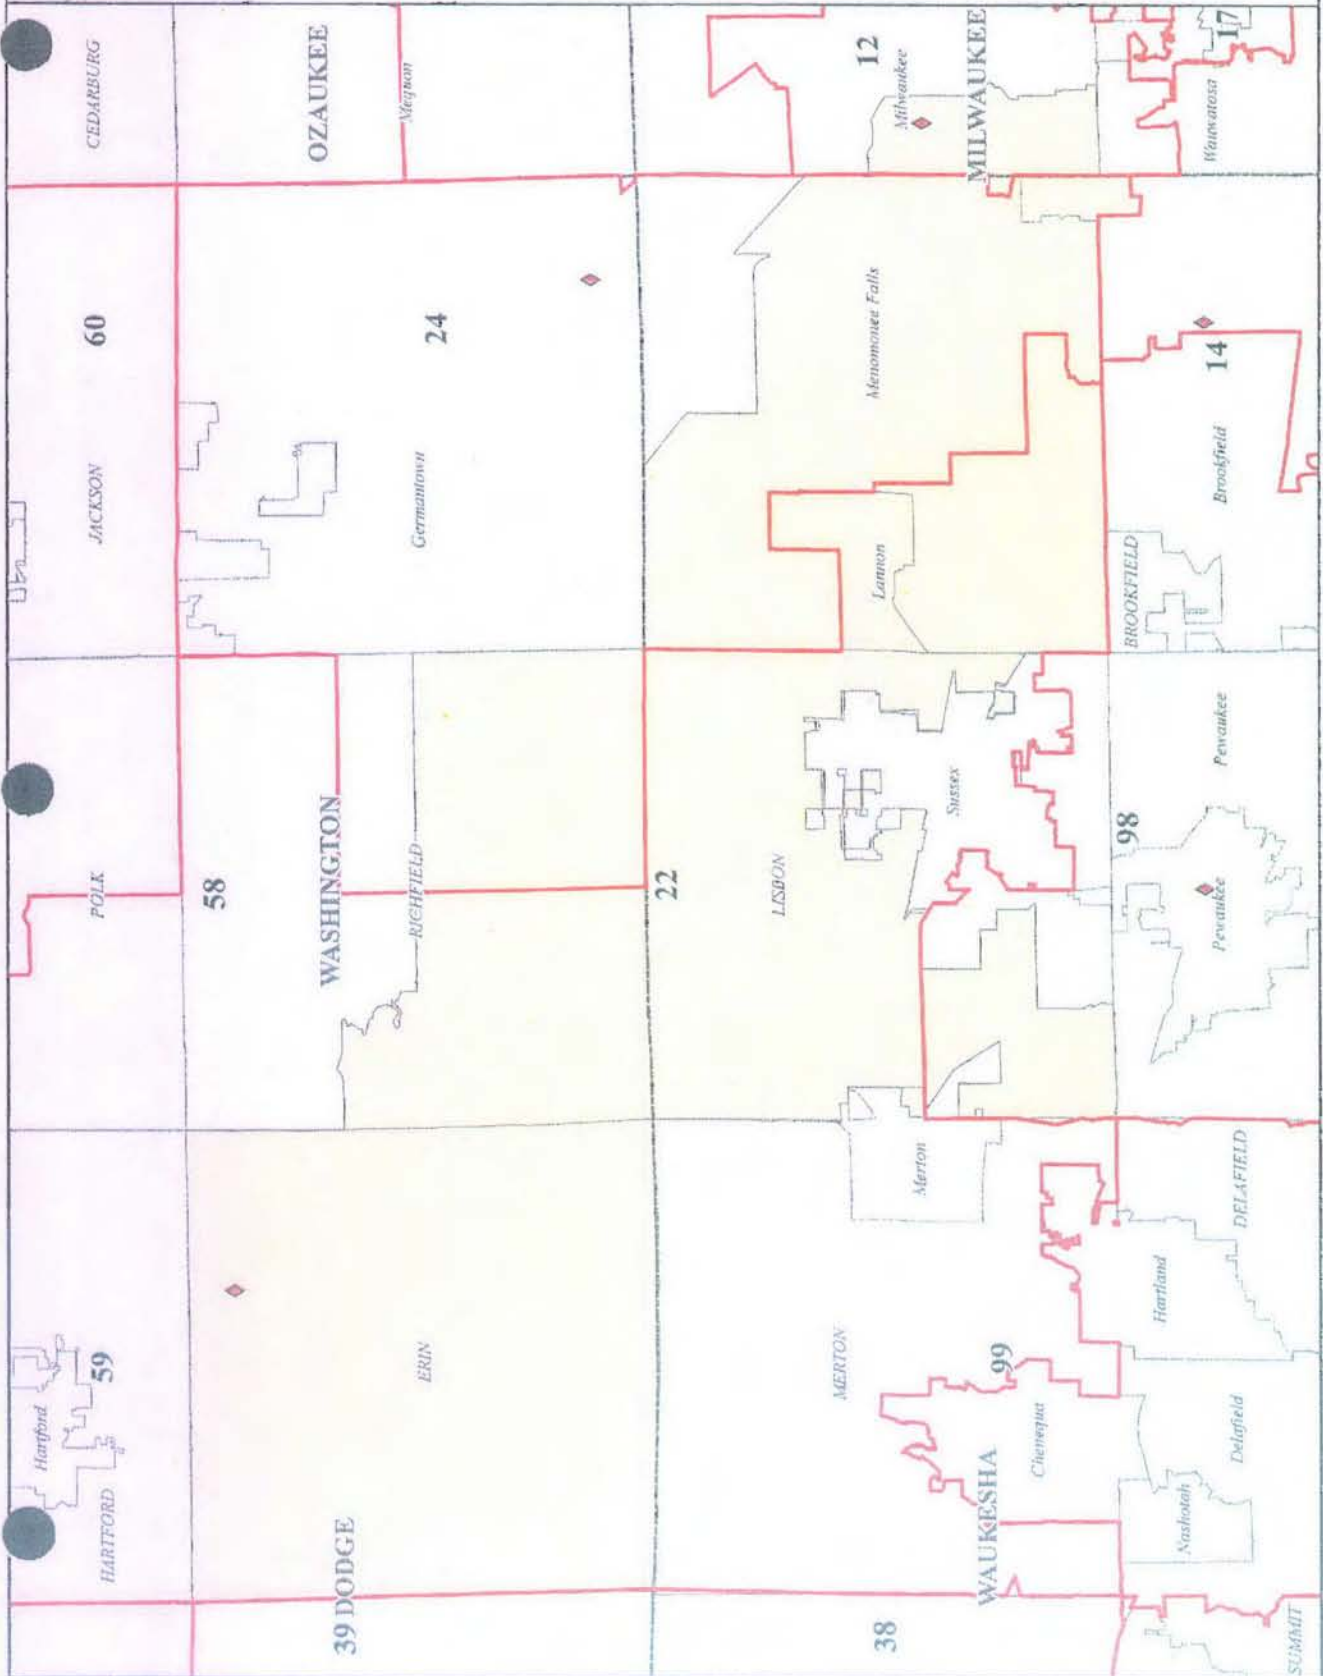 CEDARBURG
OZAUKEE
Mequon
12
Milwaukee
MILWAUKEE
17
Wauwatosa
60
24
Menomonee Falls
14
JACKSON
Germantown
Lannon
Brookfield
BROOKFIELD
POLK
58
WASHINGTON
RICHFIELD
22
LISBON
Sussex
98
Pewaukee
Pewaukee
Merton
DELAFIELD
Hartland
59
Hartford
HARTFORD
ERIN
MERTON
99
Chenequa
Delafield
Nashotah
WAUKESHA
39 DODGE
38
SUMMIT